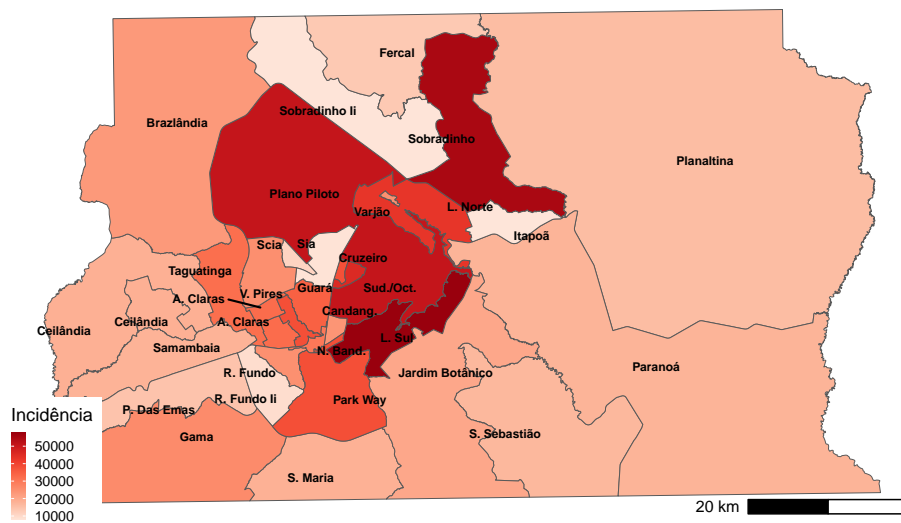 Fercal
Sobradinho Ii
Brazlândia
Sobradinho
Planaltina
Plano Piloto
L. Norte
Varjão
Itapoã
Scia
Sia
Cruzeiro
Taguatinga
Guará
Sud./Oct.
V. Pires
A. Claras
Candang.
A. Claras
Ceilândia
Ceilândia
L. Sul
Samambaia
N. Band.
Paranoá
R. Fundo
Jardim Botânico
R. Fundo Ii
Park Way
P. Das Emas
Incidência
Gama
S. Sebastião
50000
40000
30000
20000
10000
S. Maria
20 km